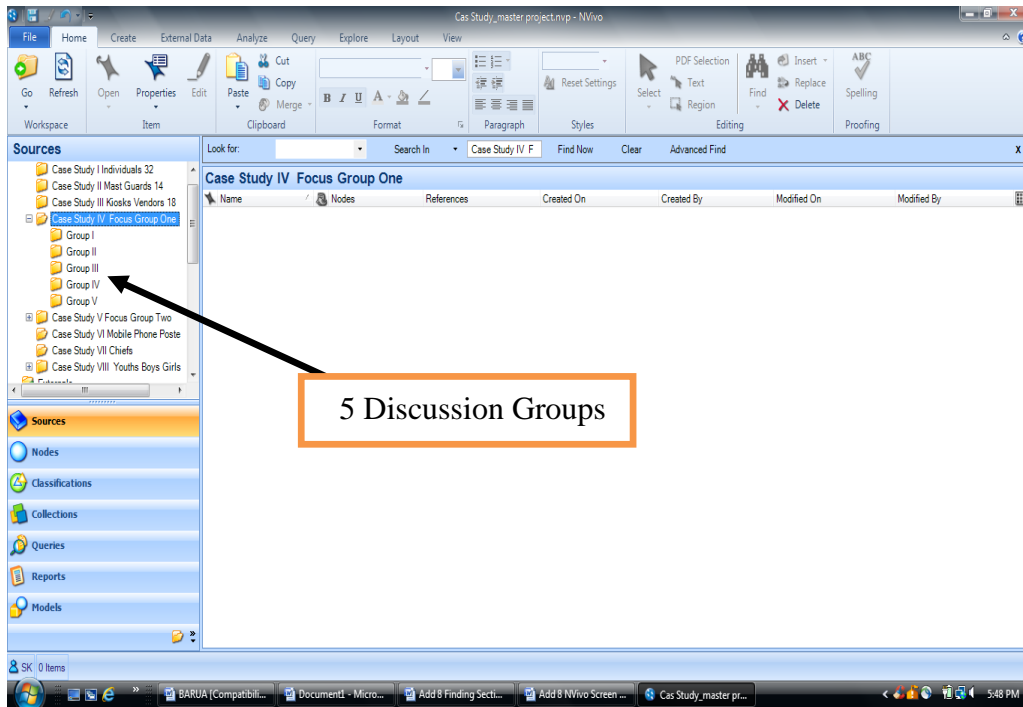 Cas Study_master project.nvp - NVivo
File Home Create External Data Analyze Query Explore Layout View
Go Refresh Open Properties Edit Paste Cut Copy Merge
B I U A
Reset Settings
Select PDF Selection Text Region Find Insert Replace Delete
ABC Spelling
Workspace Item Clipboard Format Paragraph Styles Editing Proofing
Sources
Look for: Search In Case Study IV F Find Now Clear Advanced Find X
Case Study I Individuals 32
Case Study II Mast Guards 14
Case Study III Kiosks Vendors 18
Case Study IV Focus Group One
Group I
Group II
Group III
Group IV
Group V
Case Study V Focus Group Two
Case Study VI Mobile Phone Poste
Case Study VII Chiefs
Case Study VIII Youths Boys Girls
Case Study IV Focus Group One
Name Nodes References Created On Created By Modified On Modified By
5 Discussion Groups
Sources
Nodes
Classifications
Collections
Queries
Reports
Models
SK 0 Items
BARUA [Compatibili... Document1 - Micro... Add 8 Finding Secti... Add 8 NVivo Screen ... Cas Study_master pr... 5:48 PM